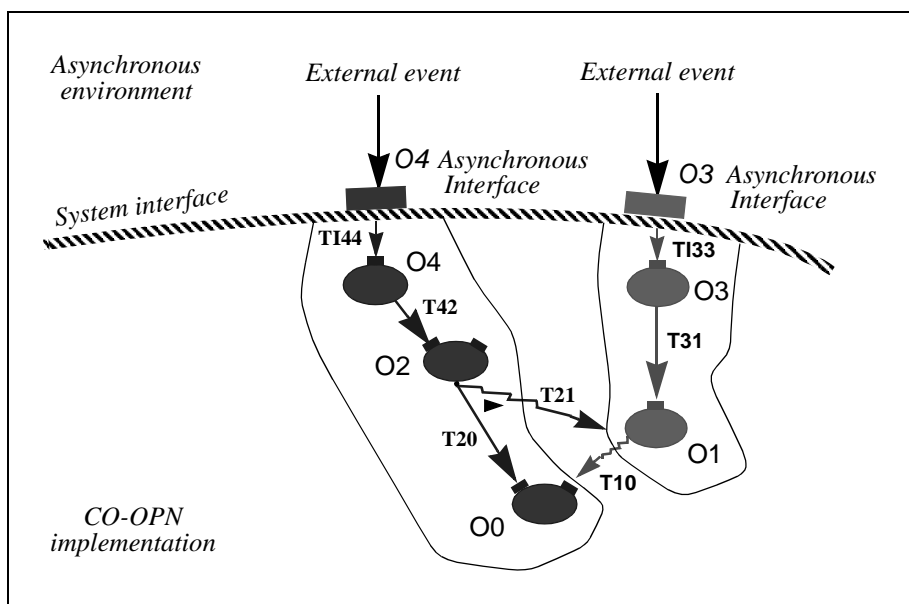 Asynchronous
environment
External event
External event
O4 Asynchronous
Interface
O3 Asynchronous
Interface
System interface
TI44
TI33
O4
O3
T42
T31
O2
T21
T20
O1
T10
O0
CO-OPN
implementation